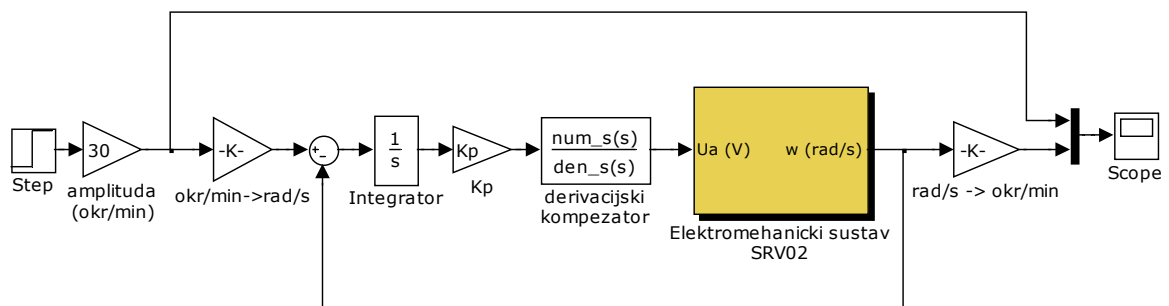 Step
30
amplituda
(okr/min)
-K-
okr/min->rad/s
+
-
1
s
Integrator
Kp
Kp
num_s(s)
den_s(s)
derivacijski
kompezator
Ua (V)
w (rad/s)
Elektromehanicki sustav
SRV02
-K-
rad/s -> okr/min
Scope